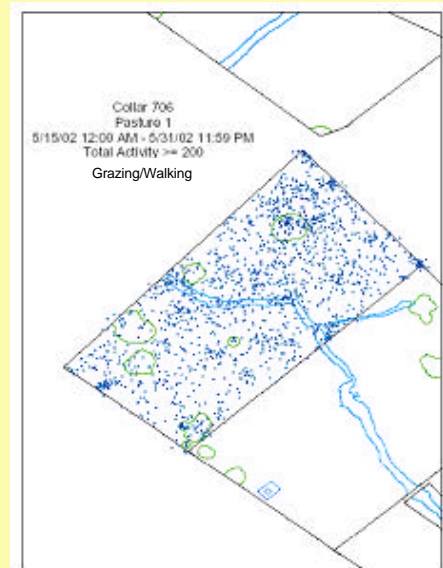 Collar 706
Pasture 1
5/15/02 12:00 AM - 5/31/02 11:59 PM
Total Activity >= 200
Grazing/Walking